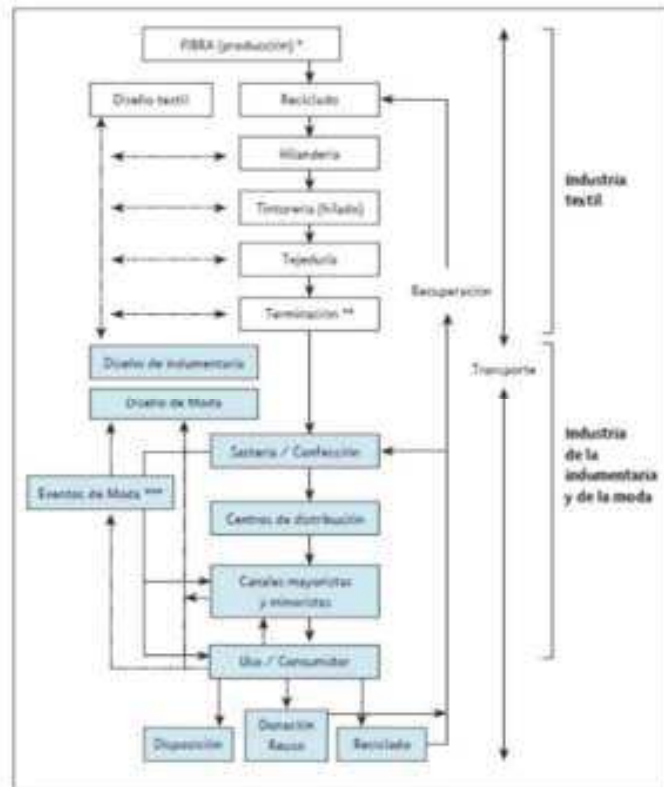 FIBRA (producción) *
Diseño textil
Reciclado
Hilandería
Tintorería (hilado)
Tejeduría
Terminación **
Recuperación
Industria
textil
Diseño de indumentaria
Diseño de Moda
Transporte
Sastrería / Confección
Eventos de Moda ***
Centros de distribución
Industria
de la
indumentaria
y de la moda
Canales mayoristas
y minoristas
Uso / Consumidor
Disposición
Donación
Reuso
Reciclado